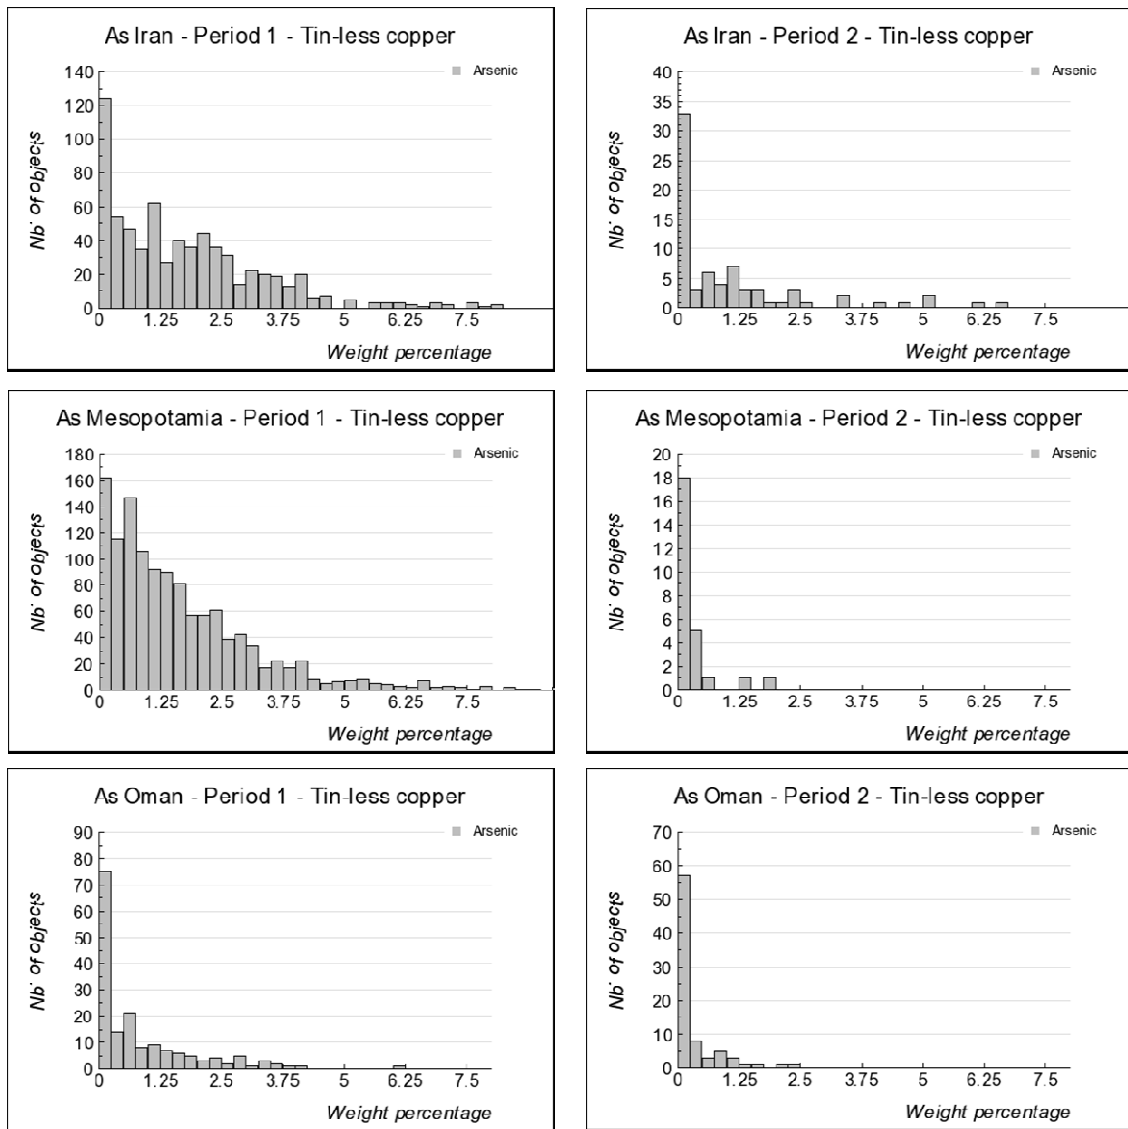 As Iran - Period 1 - Tin-less copper
Arsenic
Nb. of objects
140
120
100
80
60
40
20
0
0 1.25 2.5 3.75 5 6.25 7.5
Weight percentage
As Iran - Period 2 - Tin-less copper
Arsenic
Nb. of objects
40
35
30
25
20
15
10
5
0
0 1.25 2.5 3.75 5 6.25 7.5
Weight percentage
As Mesopotamia - Period 1 - Tin-less copper
Arsenic
Nb. of objects
180
160
140
120
100
80
60
40
20
0
0 1.25 2.5 3.75 5 6.25 7.5
Weight percentage
As Mesopotamia - Period 2 - Tin-less copper
Arsenic
Nb. of objects
20
18
16
14
12
10
8
6
4
2
0
0 1.25 2.5 3.75 5 6.25 7.5
Weight percentage
As Oman - Period 1 - Tin-less copper
Arsenic
Nb. of objects
90
80
70
60
50
40
30
20
10
0
0 1.25 2.5 3.75 5 6.25 7.5
Weight percentage
As Oman - Period 2 - Tin-less copper
Arsenic
Nb. of objects
70
60
50
40
30
20
10
0
0 1.25 2.5 3.75 5 6.25 7.5
Weight percentage